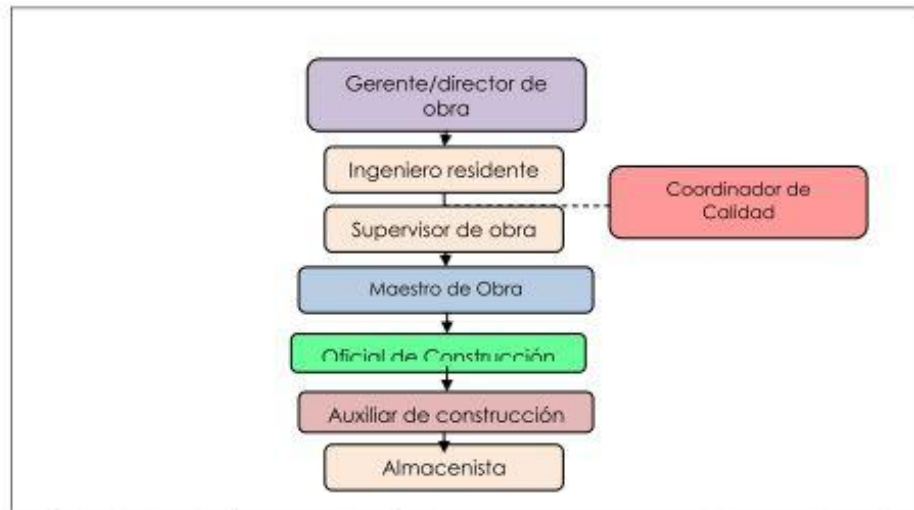 Gerente/director de
obra
Ingeniero residente
Coordinador de
Calidad
Supervisor de obra
Maestro de Obra
Oficial de Construcción
Auxiliar de construcción
Almacenista